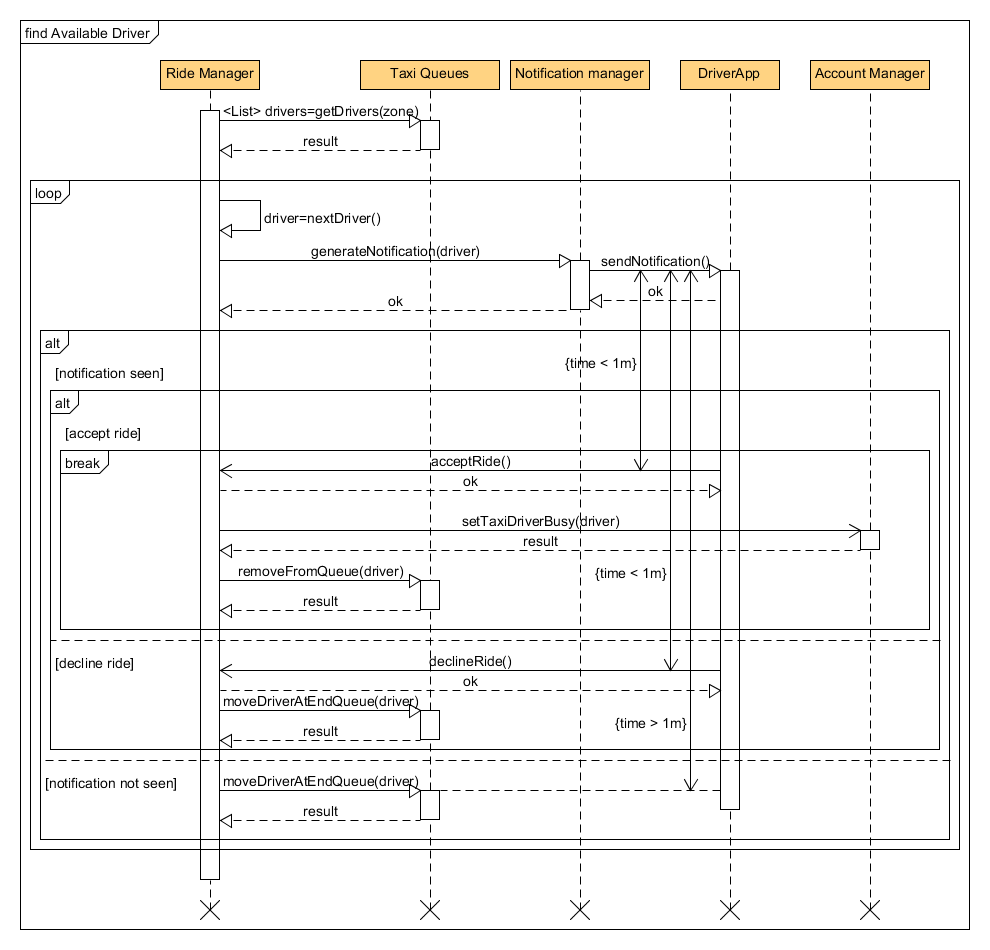 find Available Driver
Ride Manager
Taxi Queues
Notification manager
DriverApp
Account Manager
<List> drivers=getDrivers(zone)
result
loop
driver=nextDriver()
generateNotification(driver)
sendNotification()
ok
ok
alt
{time < 1m}
[notification seen]
alt
[accept ride]
break
acceptRide()
ok
setTaxiDriverBusy(driver)
result
removeFromQueue(driver)
{time < 1m}
result
[decline ride]
declineRide()
ok
moveDriverAtEndQueue(driver)
{time > 1m}
result
[notification not seen]
moveDriverAtEndQueue(driver)
result